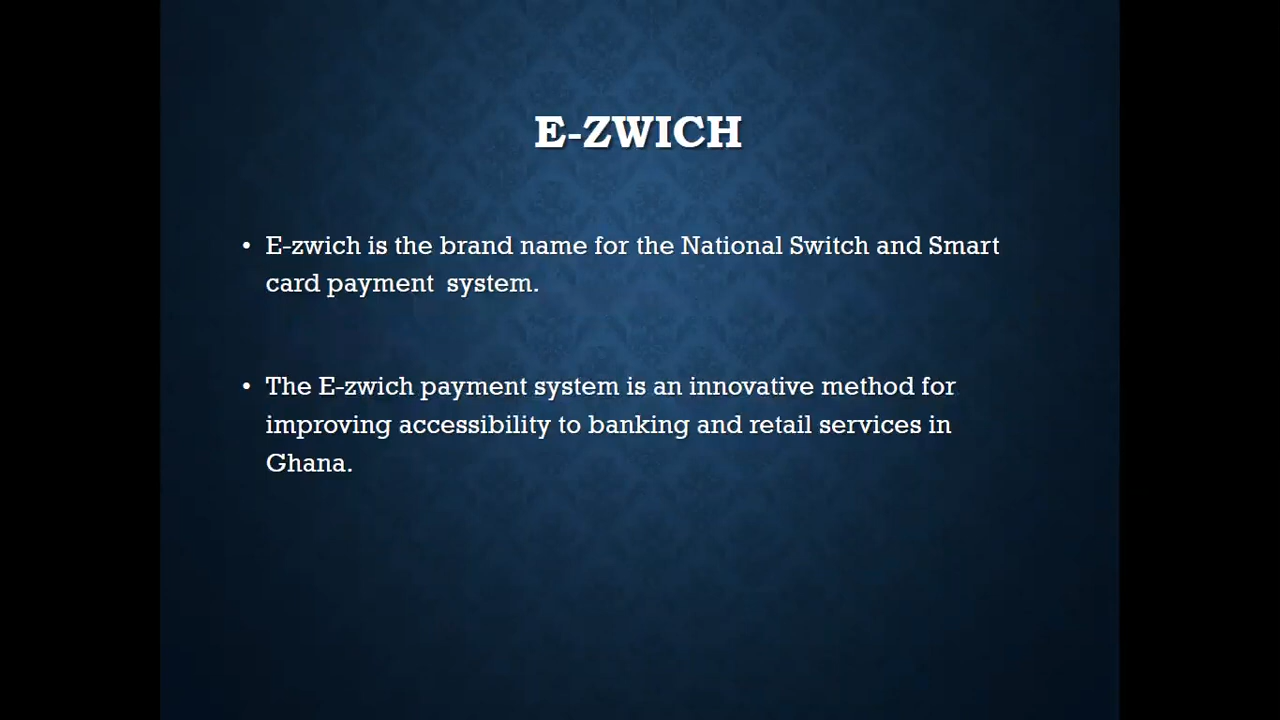 E-ZWICH
• E-zwich is the brand name for the National Switch and Smart
card payment  system.
• The E-zwich payment system is an innovative method for
improving accessibility to banking and retail services in
Ghana.